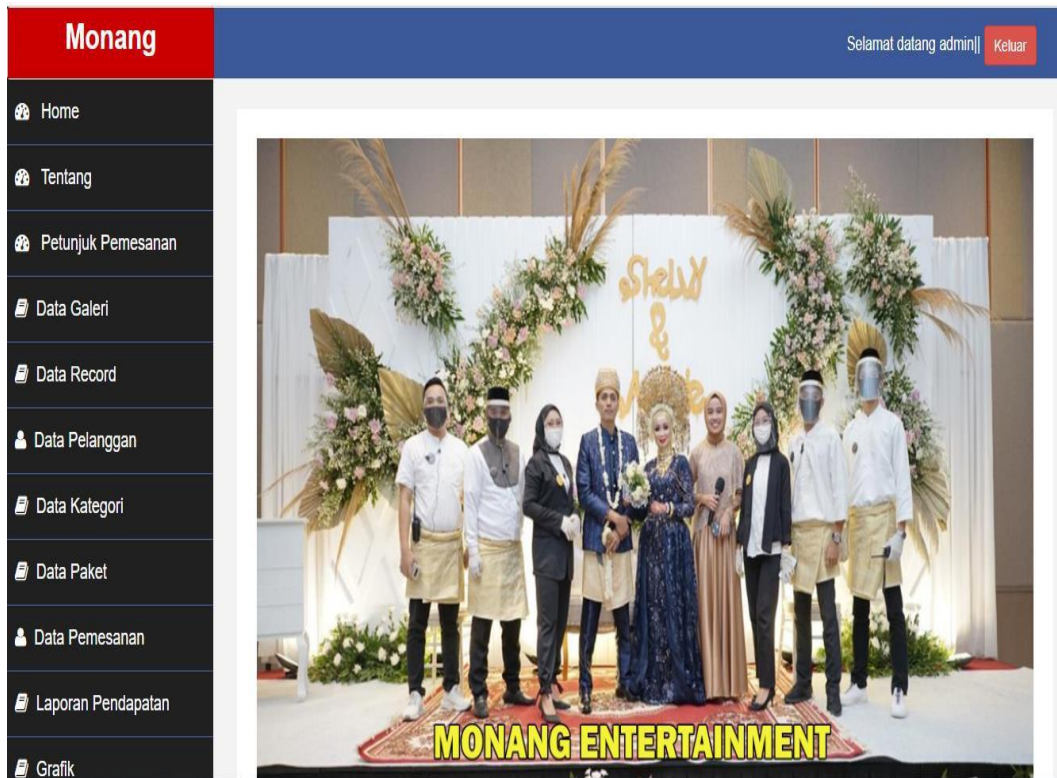 Monang
Selamat datang admin|| Keluar
Home
Tentang
Petunjuk Pemesanan
Data Galeri
Data Record
Data Pelanggan
Data Kategori
Data Paket
Data Pemesanan
Laporan Pendapatan
Grafik
Shelvy
&
MONANG ENTERTAINMENT